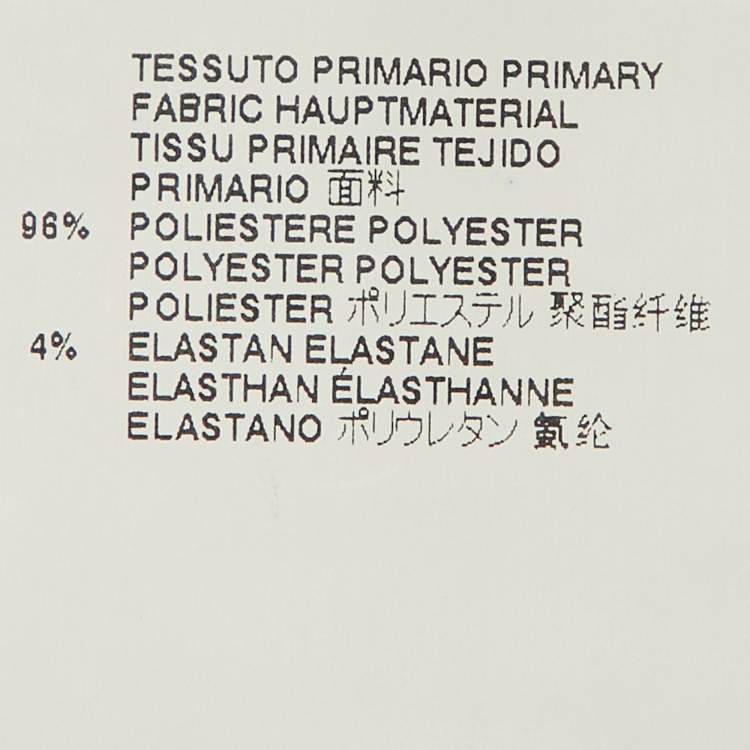 TESSUTO PRIMARIO PRIMARY
FABRIC HAUPTMATERIAL
TISSU PRIMAIRE TEJIDO
PRIMARIO 面料
96% POLIESTERE POLYESTER
POLYESTER POLYESTER
POLIESTER ポリエステル 聚酯纤维
4% ELASTAN ELASTANE
ELASTHAN ÉLASTHANNE
ELASTANO ポリウレタン 氨纶